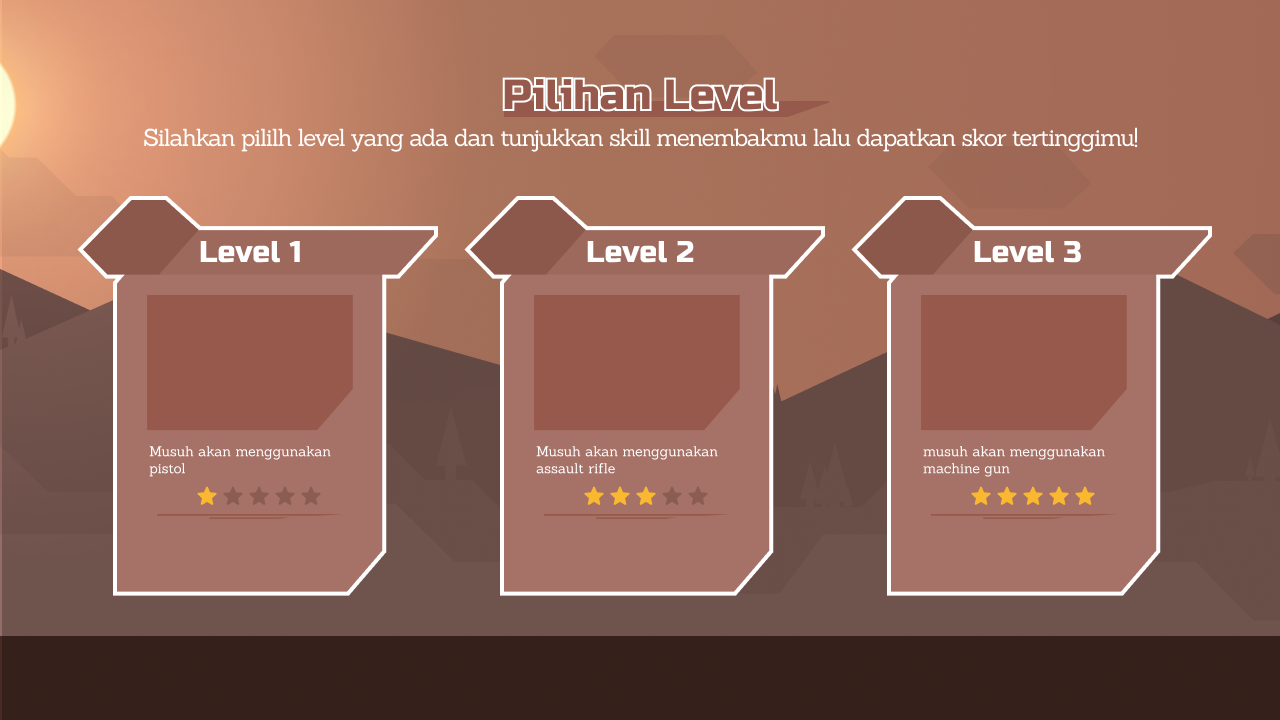 Pilihan Level
Silahkan pililh level yang ada dan tunjukkan skill menembakmu lalu dapatkan skor tertinggimu!
Level 1
Musuh akan menggunakan
pistol
Level 2
Musuh akan menggunakan
assault rifle
Level 3
musuh akan menggunakan
machine gun